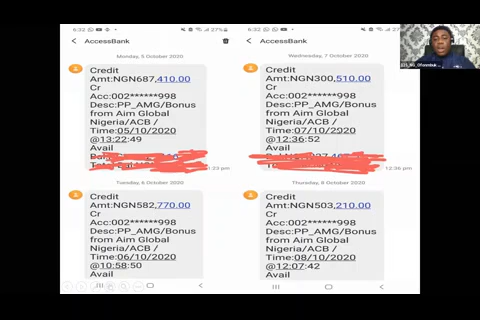 6:32
27%
AccessBank
Monday, 5 October 2020
Credit
Amt:NGN687,410.00
Cr
Acc:002******998
Desc:PP_AMG/Bonus
from Aim Global
Nigeria/ACB /
Time:05/10/2020
@13:22:49
Avail
1:23 pm
Tuesday, 6 October 2020
Credit
Amt:NGN582,770.00
Cr
Acc:002******998
Desc:PP_AMG/Bonus
from Aim Global
Nigeria/ACB /
Time:06/10/2020
@10:58:50
Avail
6:32
27%
AccessBank
Wednesday, 7 October 2020
Credit
Amt:NGN300,510.00
Cr
Acc:002******998
Desc:PP_AMG/Bonus
from Aim Global
Nigeria/ACB /
Time:07/10/2020
@12:36:52
Avail
12:36 pm
Thursday, 8 October 2020
Credit
Amt:NGN503,210.00
Cr
Acc:002******998
Desc:PP_AMG/Bonus
from Aim Global
Nigeria/ACB /
Time:08/10/2020
@12:07:42
Avail